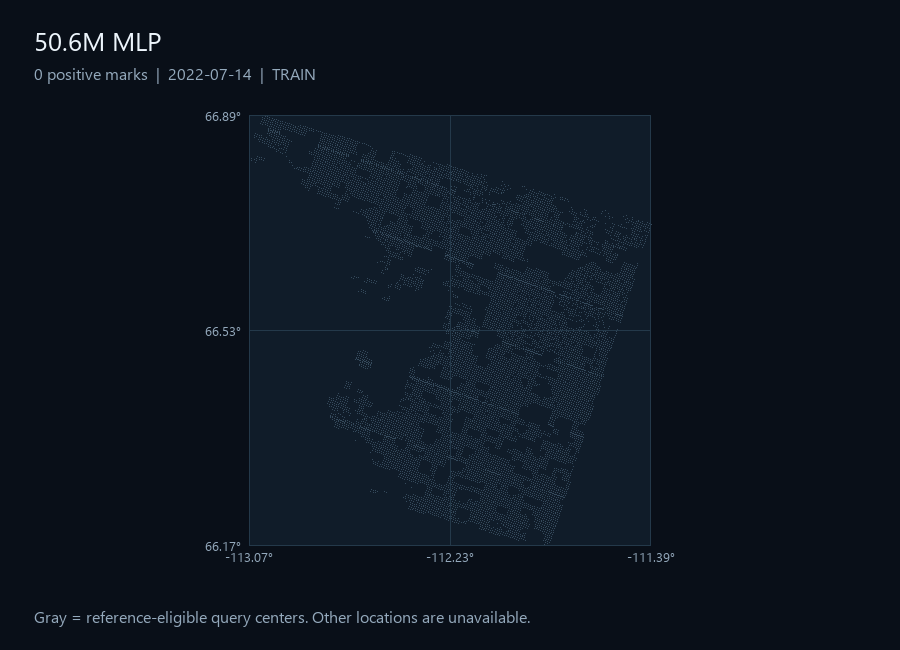 50.6M MLP
0 positive marks | 2022-07-14 | TRAIN
66.89°
66.53°
66.17°
-113.07°
-112.23°
-111.39°
Gray = reference-eligible query centers. Other locations are unavailable.